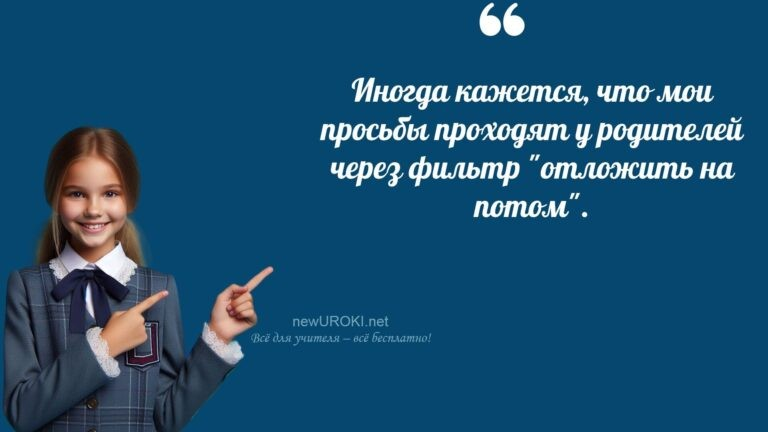 ❝
Иногда кажется, что мои
просьбы проходят у родителей
через фильтр "отложить на
потом".
newUROKI.net
Всё для учителя – всё бесплатно!